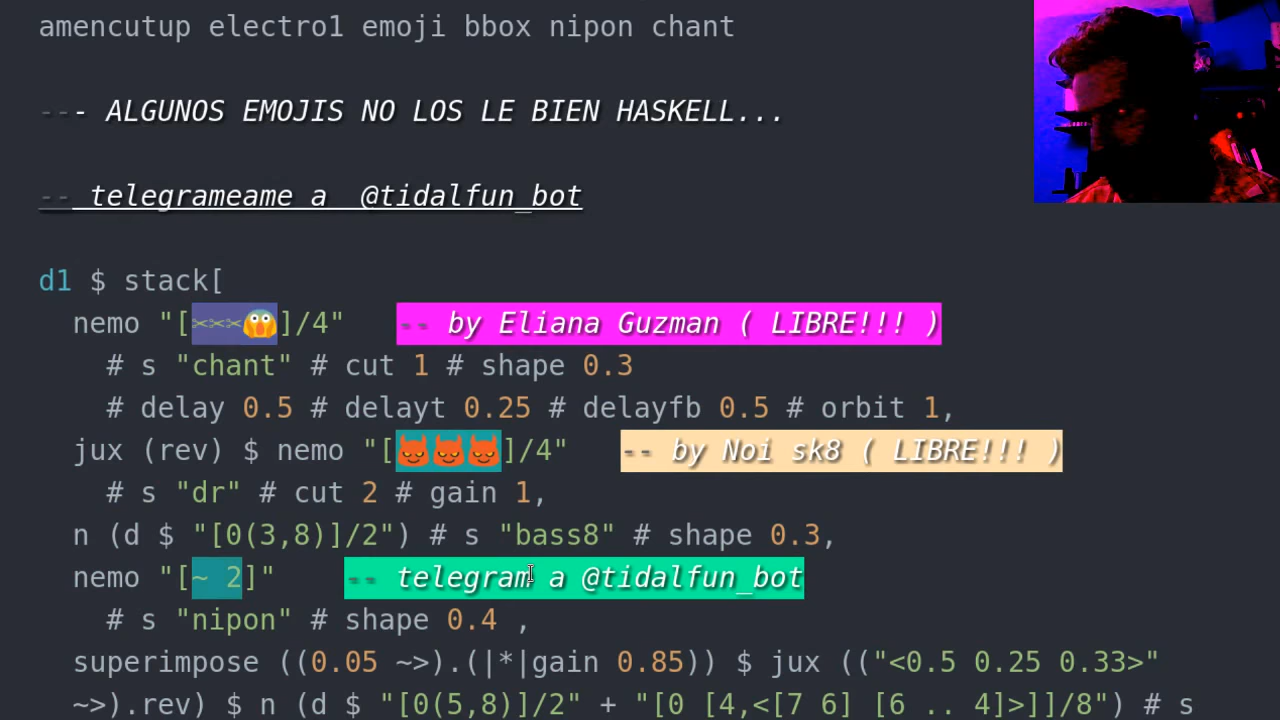 amencutup electro1 emoji bbox nipon chant
--- ALGUNOS EMOJIS NO LOS LE BIEN HASKELL...
-- telegrameame a  @tidalfun_bot
d1 $ stack[
nemo "[✂✂✂😱]/4"   -- by Eliana Guzman ( LIBRE!!! )
# s "chant" # cut 1 # shape 0.3
# delay 0.5 # delayt 0.25 # delayfb 0.5 # orbit 1,
jux (rev) $ nemo "[👿👿👿]/4"   -- by Noi sk8 ( LIBRE!!! )
# s "dr" # cut 2 # gain 1,
n (d $ "[0(3,8)]/2") # s "bass8" # shape 0.3,
nemo "[~ 2]"    -- telegram a @tidalfun_bot
# s "nipon" # shape 0.4 ,
superimpose ((0.05 ~>).(|*|gain 0.85)) $ jux (("<0.5 0.25 0.33>"
~>).rev) $ n (d $ "[0(5,8)]/2" + "[0 [4,<[7 6] [6 .. 4]>]]/8") # s